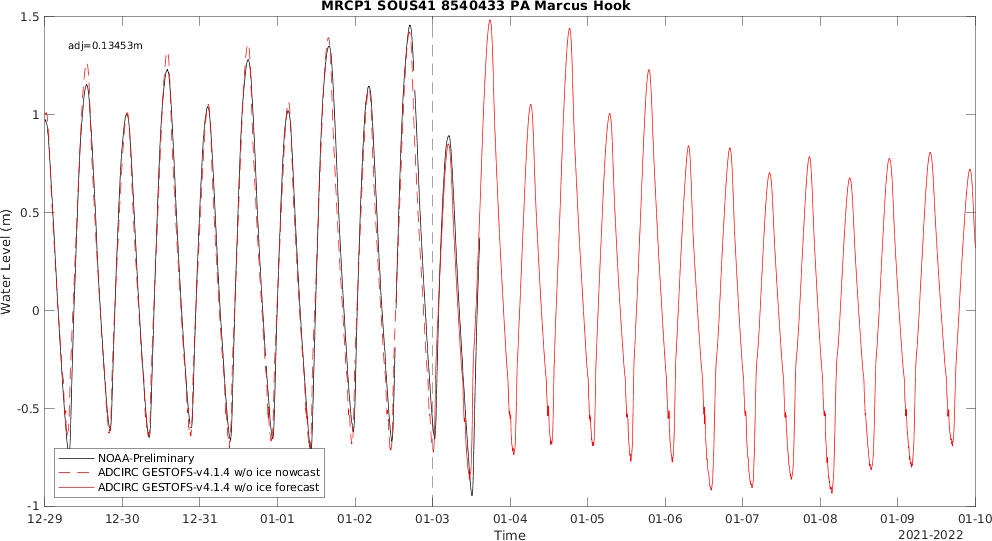 MRCP1 SOUS41 8540433 PA Marcus Hook
adj=0.13453m
Water Level (m)
1.5
1
0.5
0
-0.5
-1
NOAA-Preliminary
ADCIRC GESTOFS-v4.1.4 w/o ice nowcast
ADCIRC GESTOFS-v4.1.4 w/o ice forecast
12-29 12-30 12-31 01-01 01-02 01-03 01-04 01-05 01-06 01-07 01-08 01-09 01-10
Time
2021-2022